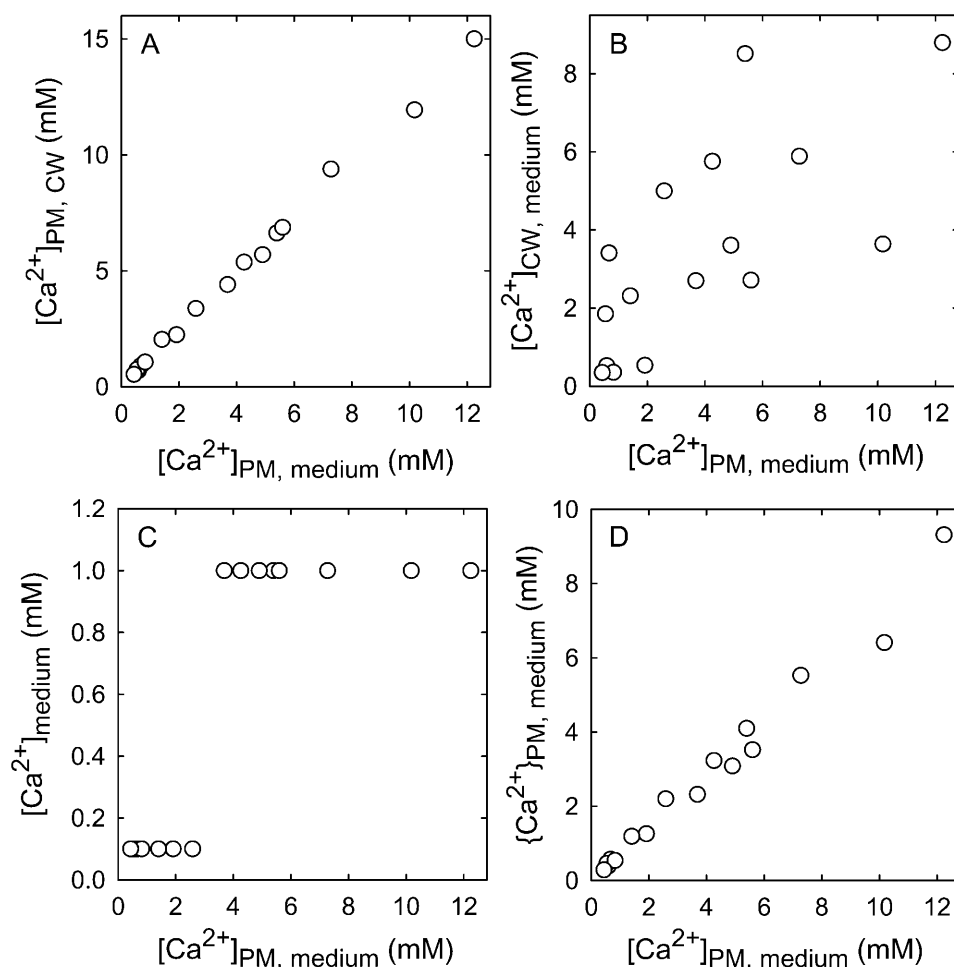 A
15
10
5
0
[Ca²⁺]PM, CW (mM)
0 2 4 6 8 10 12
[Ca²⁺]PM, medium (mM)
B
8
6
4
2
0
[Ca²⁺]CW, medium (mM)
0 2 4 6 8 10 12
[Ca²⁺]PM, medium (mM)
C
1.2
1.0
0.8
0.6
0.4
0.2
0.0
[Ca²⁺]medium (mM)
0 2 4 6 8 10 12
[Ca²⁺]PM, medium (mM)
D
10
8
6
4
2
0
{Ca²⁺}PM, medium (mM)
0 2 4 6 8 10 12
[Ca²⁺]PM, medium (mM)